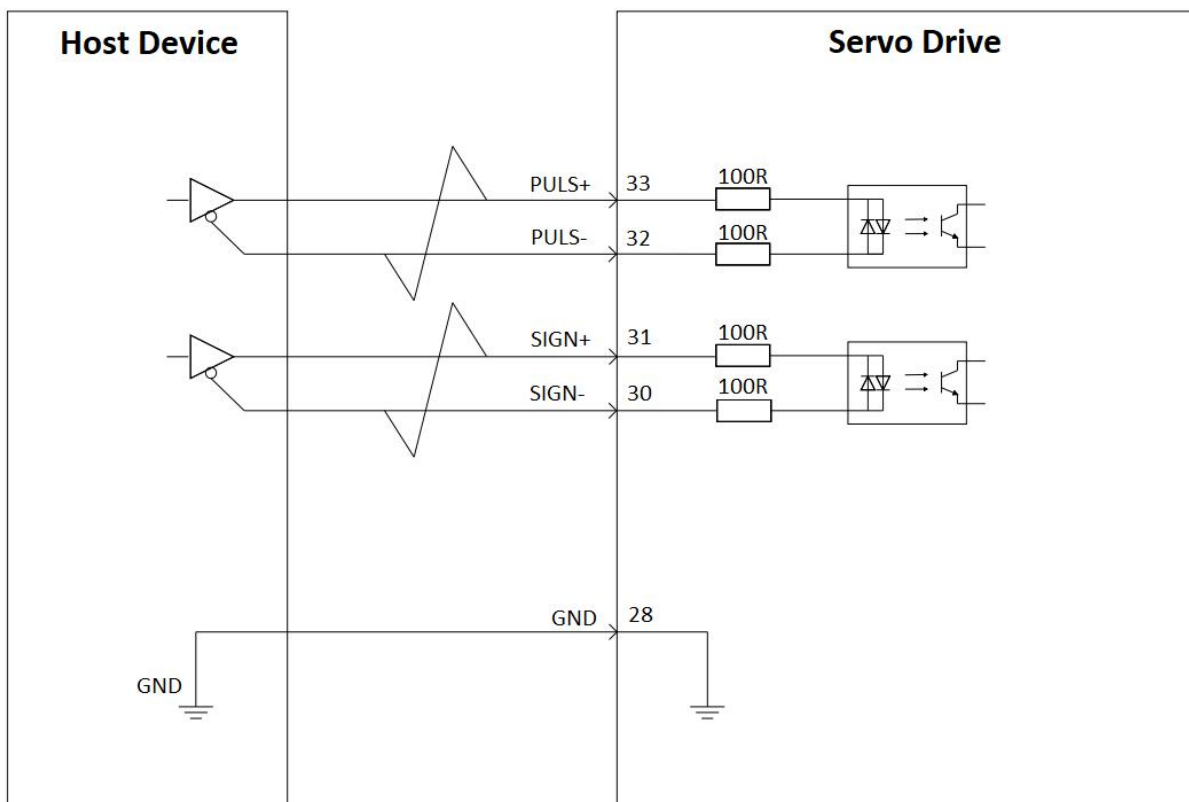 Host Device
Servo Drive
PULS+ 33 100R
PULS- 32 100R
SIGN+ 31 100R
SIGN- 30 100R
GND 28
GND